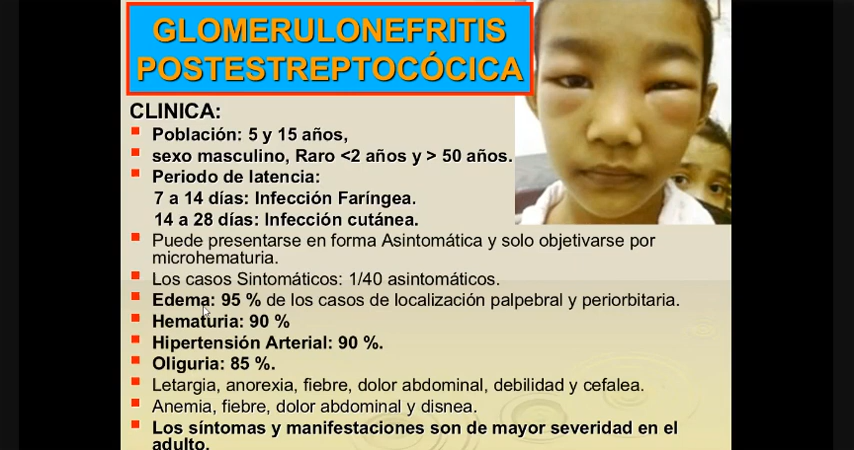 GLOMERULONEFRITIS
POSTESTREPTOCÓCICA
CLINICA:
Población: 5 y 15 años,
sexo masculino, Raro <2 años y > 50 años.
Periodo de latencia:
7 a 14 días: Infección Faríngea.
14 a 28 días: Infección cutánea.
Puede presentarse en forma Asintomática y solo objetivarse por
microhematuria.
Los casos Sintomáticos: 1/40 asintomáticos.
Edema: 95 % de los casos de localización palpebral y periorbitaria.
Hematuria: 90 %
Hipertensión Arterial: 90 %.
Oliguria: 85 %.
Letargia, anorexia, fiebre, dolor abdominal, debilidad y cefalea.
Anemia, fiebre, dolor abdominal y disnea.
Los síntomas y manifestaciones son de mayor severidad en el
adulto.